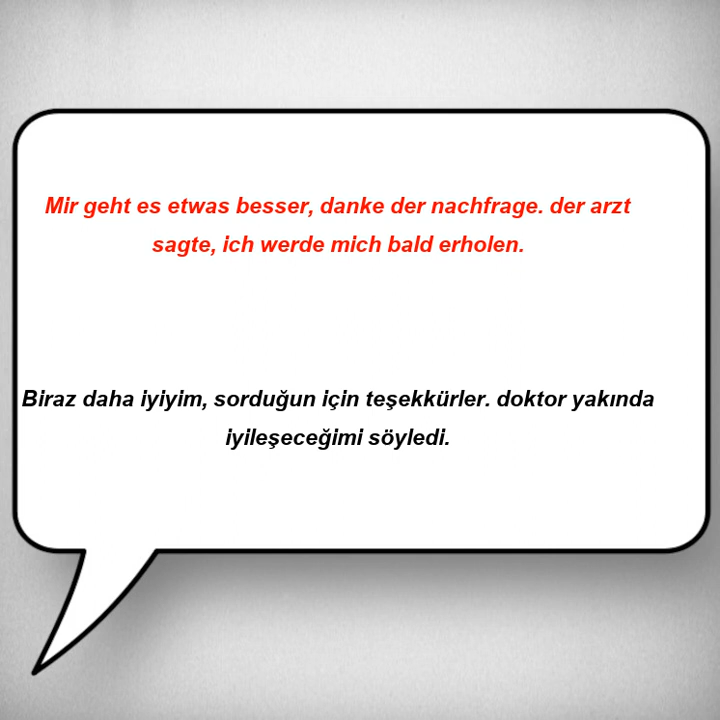 Mir geht es etwas besser, danke der nachfrage. der arzt
sagte, ich werde mich bald erholen.
Biraz daha iyiyim, sorduğun için teşekkürler. doktor yakında
iyileşeceğimi söyledi.